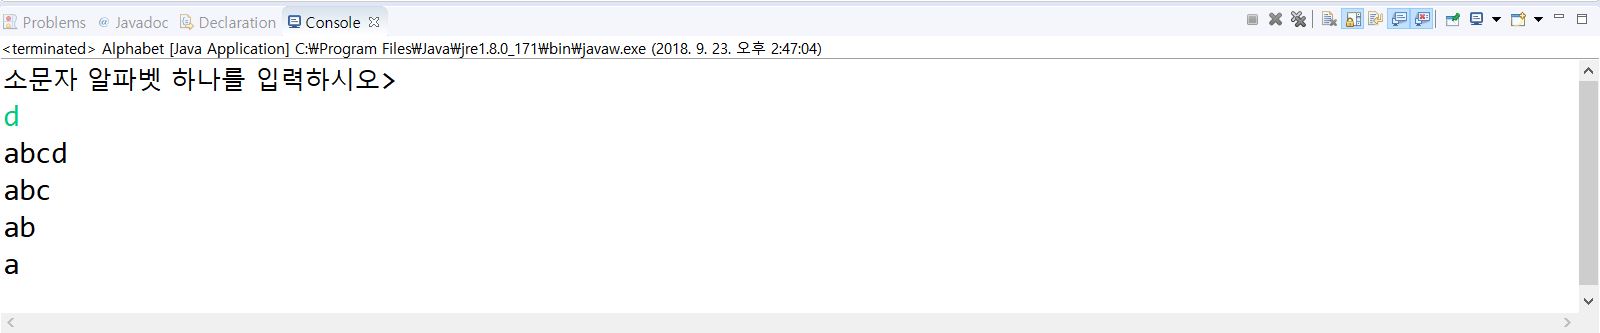 Problems @ Javadoc Declaration Console
<terminated> Alphabet [Java Application] C:₩Program Files₩Java₩jre1.8.0_171₩bin₩javaw.exe (2018. 9. 23. 오후 2:47:04)
소문자 알파벳 하나를 입력하시오>
d
abcd
abc
ab
a